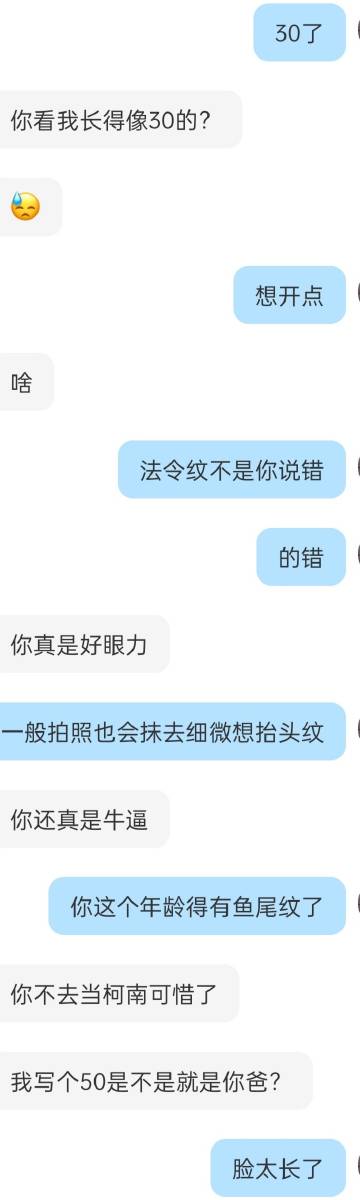 30了
你看我长得像30的?
想开点
啥
法令纹不是你说错
的错
你真是好眼力
一般拍照也会抹去细微想抬头纹
你还真是牛逼
你这个年龄得有鱼尾纹了
你不去当柯南可惜了
我写个50是不是就是你爸?
脸太长了